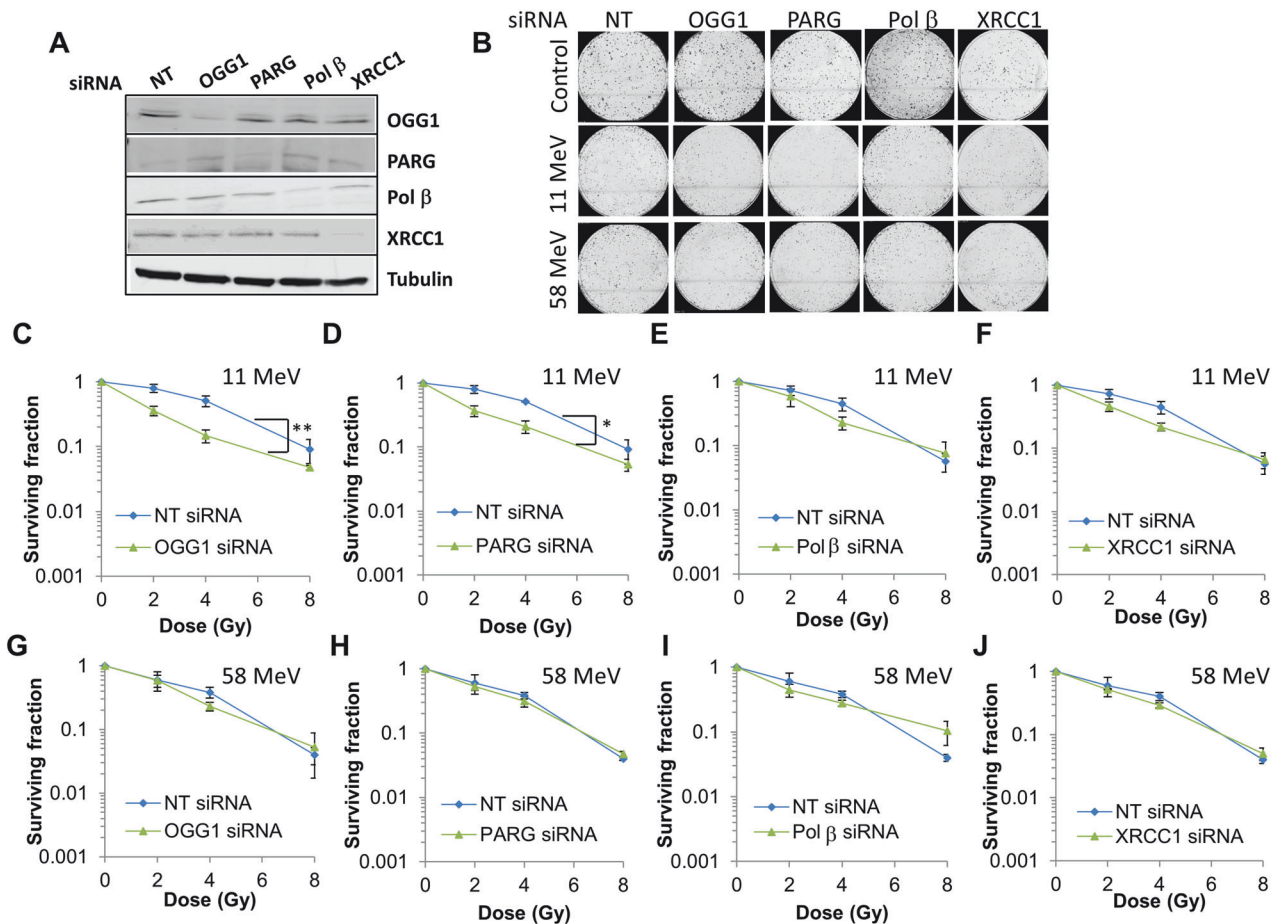 A
siRNA NT OGG1 PARG Pol β XRCC1
OGG1
PARG
Pol β
XRCC1
Tubulin
B
siRNA NT OGG1 PARG Pol β XRCC1
Control
11 MeV
58 MeV
C
11 MeV
Surviving fraction
1
0.1
0.01
0.001
**
NT siRNA
OGG1 siRNA
0 2 4 6 8
Dose (Gy)
D
11 MeV
Surviving fraction
1
0.1
0.01
0.001
*
NT siRNA
PARG siRNA
0 2 4 6 8
Dose (Gy)
E
11 MeV
Surviving fraction
1
0.1
0.01
0.001
NT siRNA
Pol β siRNA
0 2 4 6 8
Dose (Gy)
F
11 MeV
Surviving fraction
1
0.1
0.01
0.001
NT siRNA
XRCC1 siRNA
0 2 4 6 8
Dose (Gy)
G
58 MeV
Surviving fraction
1
0.1
0.01
0.001
NT siRNA
OGG1 siRNA
0 2 4 6 8
Dose (Gy)
H
58 MeV
Surviving fraction
1
0.1
0.01
0.001
NT siRNA
PARG siRNA
0 2 4 6 8
Dose (Gy)
I
58 MeV
Surviving fraction
1
0.1
0.01
0.001
NT siRNA
Pol β siRNA
0 2 4 6 8
Dose (Gy)
J
58 MeV
Surviving fraction
1
0.1
0.01
0.001
NT siRNA
XRCC1 siRNA
0 2 4 6 8
Dose (Gy)